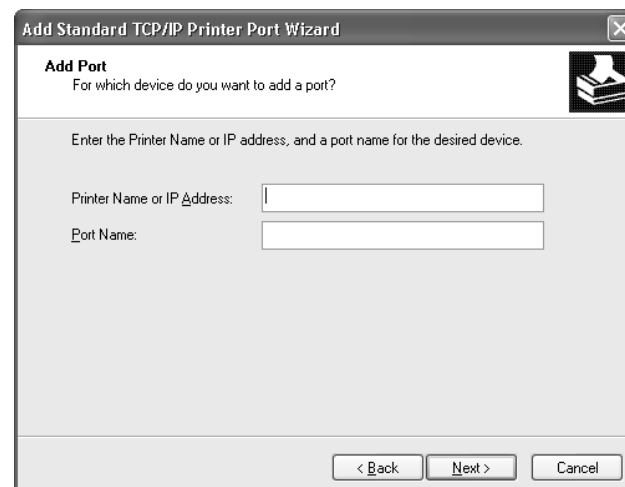 Add Standard TCP/IP Printer Port Wizard
Add Port
For which device do you want to add a port?
Enter the Printer Name or IP address, and a port name for the desired device.
Printer Name or IP Address:
Port Name:
< Back Next > Cancel